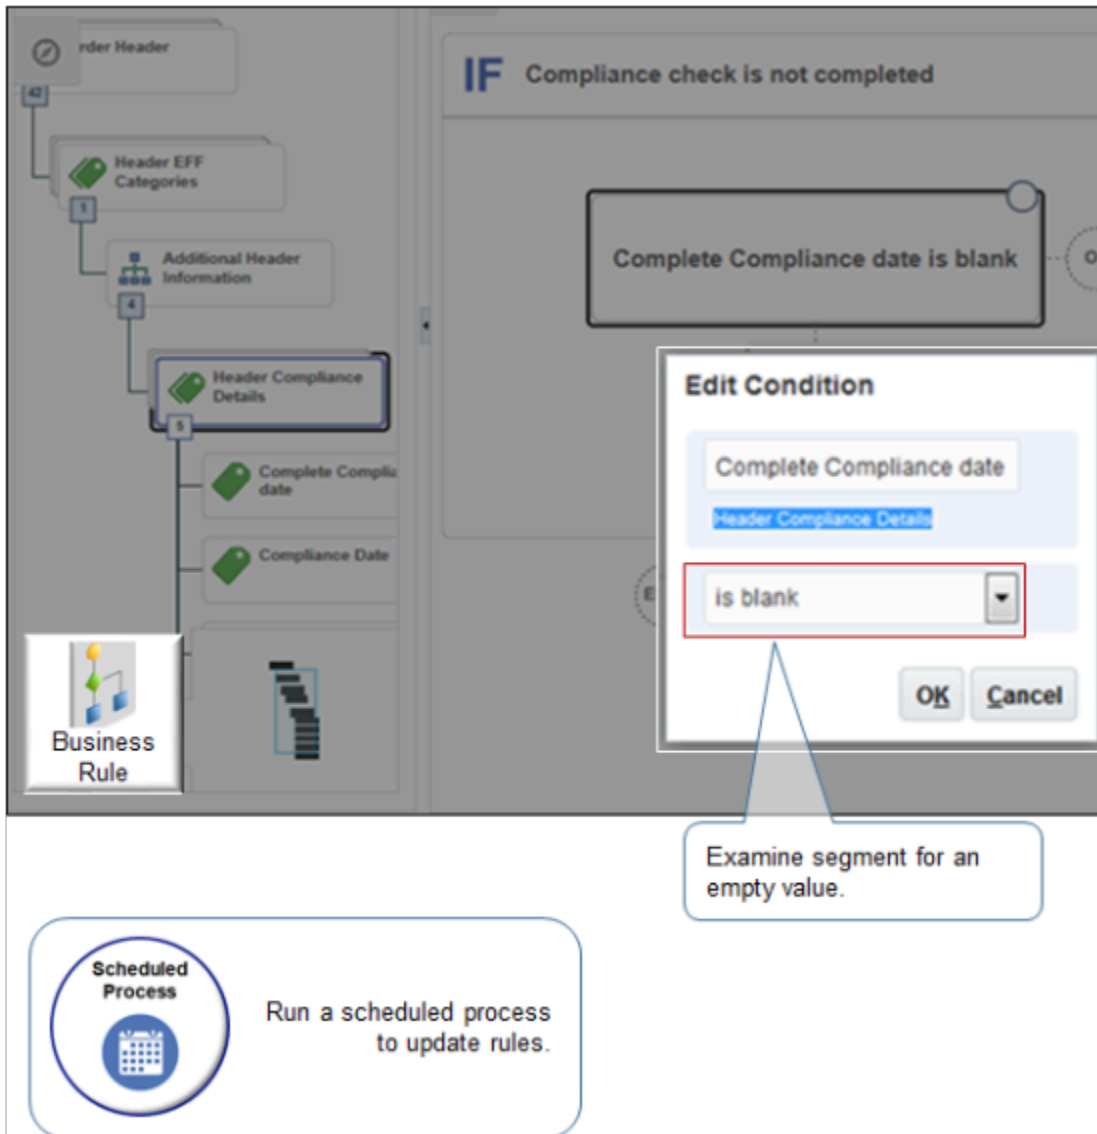 rder Header
42
Header EFF
Categories
1
Additional Header
Information
4
Header Compliance
Details
5
Complete Complia
date
Compliance Date
Business
Rule
IF Compliance check is not completed
Complete Compliance date is blank
O
E
Edit Condition
Complete Compliance date
Header Compliance Details
is blank
OK Cancel
Examine segment for an
empty value.
Scheduled
Process
Run a scheduled process
to update rules.